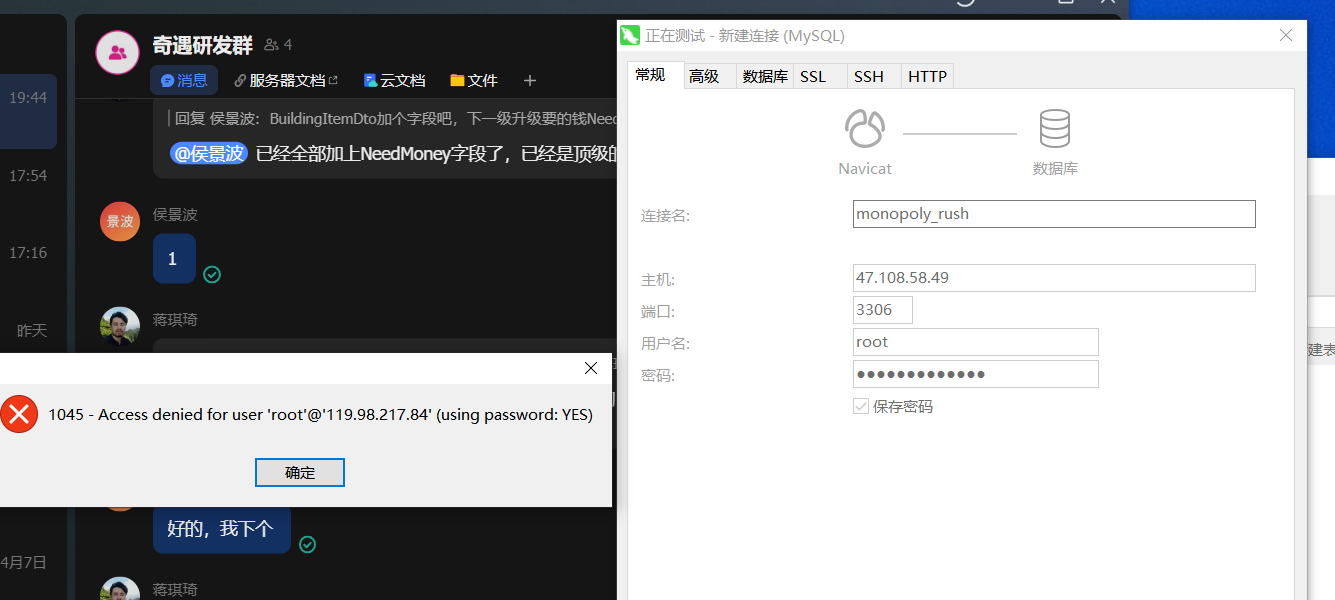 奇遇研发群 4
消息 服务器文档 云文档 文件 +
19:44
17:54
17:16
昨天
4月7日
回复 侯景波：BuildingItemDto加个字段吧，下一级升级要的钱Need
@侯景波 已经全部加上NeedMoney字段了，已经是顶级的
景波
侯景波
1
蒋琪琦
1045 - Access denied for user 'root'@'119.98.217.84' (using password: YES)
确定
好的，我下个
蒋琪琦
正在测试 - 新建连接 (MySQL)
常规 高级 数据库 SSL SSH HTTP
Navicat 数据库
连接名: monopoly_rush
主机: 47.108.58.49
端口: 3306
用户名: root
密码: ●●●●●●●●●●●●●
保存密码
建表